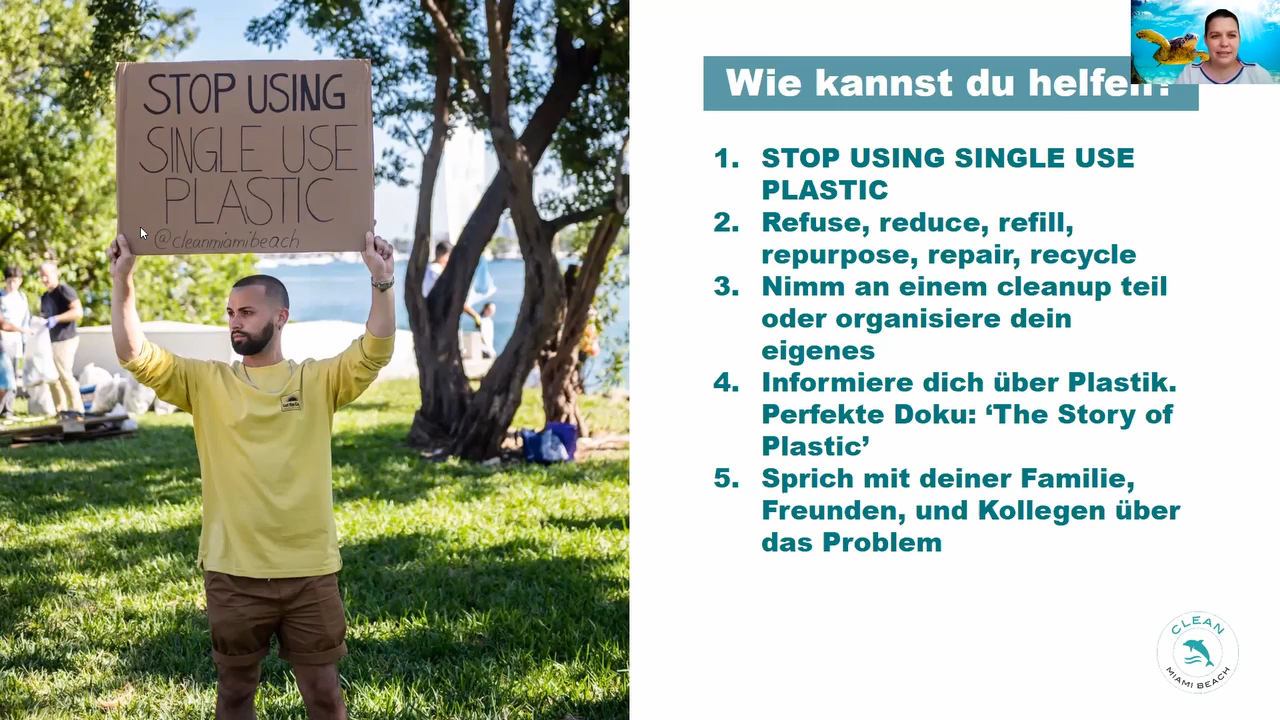 STOP USING
SINGLE USE
PLASTIC
@cleanmiamibeach
Wie kannst du helfen?
1. STOP USING SINGLE USE
PLASTIC
2. Refuse, reduce, refill,
repurpose, repair, recycle
3. Nimm an einem cleanup teil
oder organisiere dein
eigenes
4. Informiere dich über Plastik.
Perfekte Doku: ‘The Story of
Plastic’
5. Sprich mit deiner Familie,
Freunden, und Kollegen über
das Problem
CLEAN
MIAMI BEACH